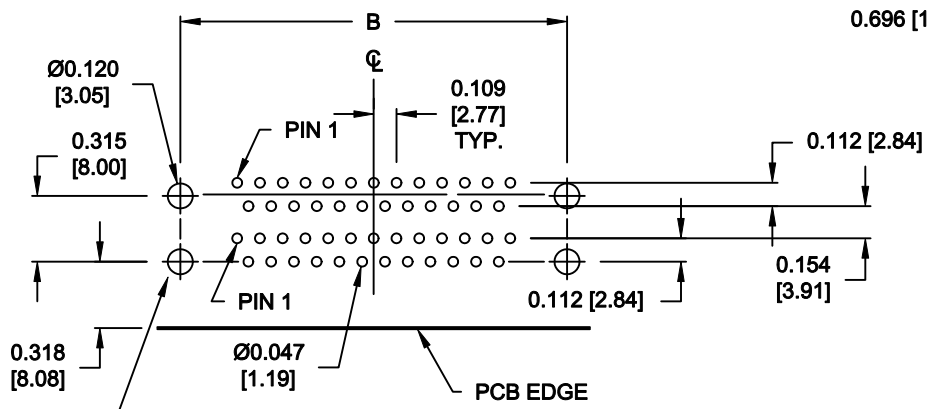 B
0.696 [1
℄
Ø0.120
[3.05]
0.109
[2.77]
TYP.
PIN 1
0.315
[8.00]
0.112 [2.84]
0.154
[3.91]
PIN 1
0.112 [2.84]
0.318
[8.08]
Ø0.047
[1.19]
PCB EDGE